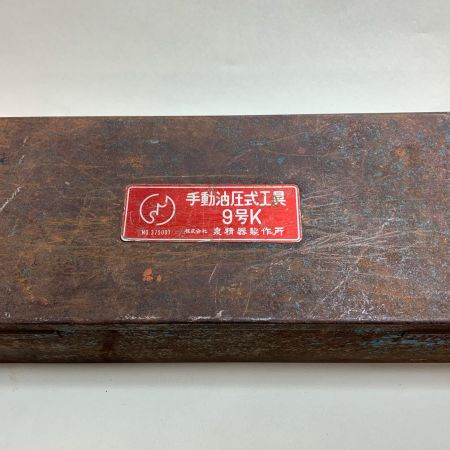 手動油圧式工具
9号K
株式会社 泉精器製作所